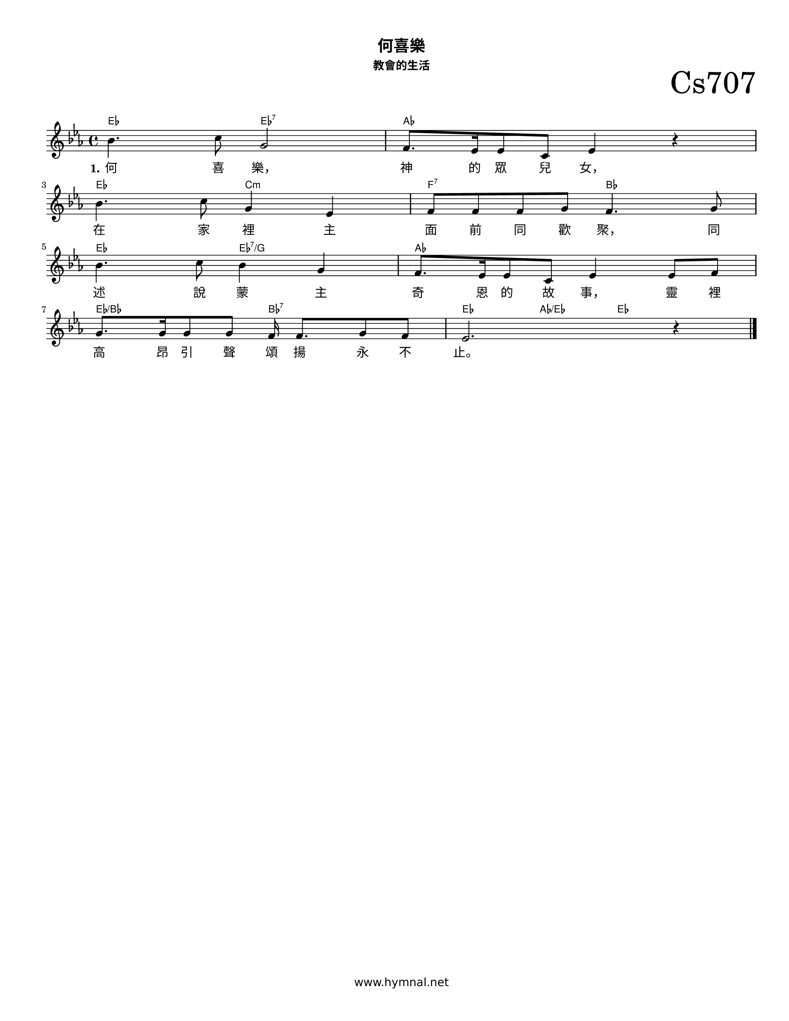 何喜樂
教會的生活
Cs707
E♭ E♭7 A♭
1. 何 喜 樂， 神 的 眾 兒 女，
3 E♭ Cm F7 B♭
在 家 裡 主 面 前 同 歡 聚， 同
5 E♭ E♭7/G A♭
述 說 蒙 主 奇 恩 的 故 事， 靈 裡
7 E♭/B♭ B♭7 E♭ A♭/E♭ E♭
高 昂 引 聲 頌 揚 永 不 止。
www.hymnal.net